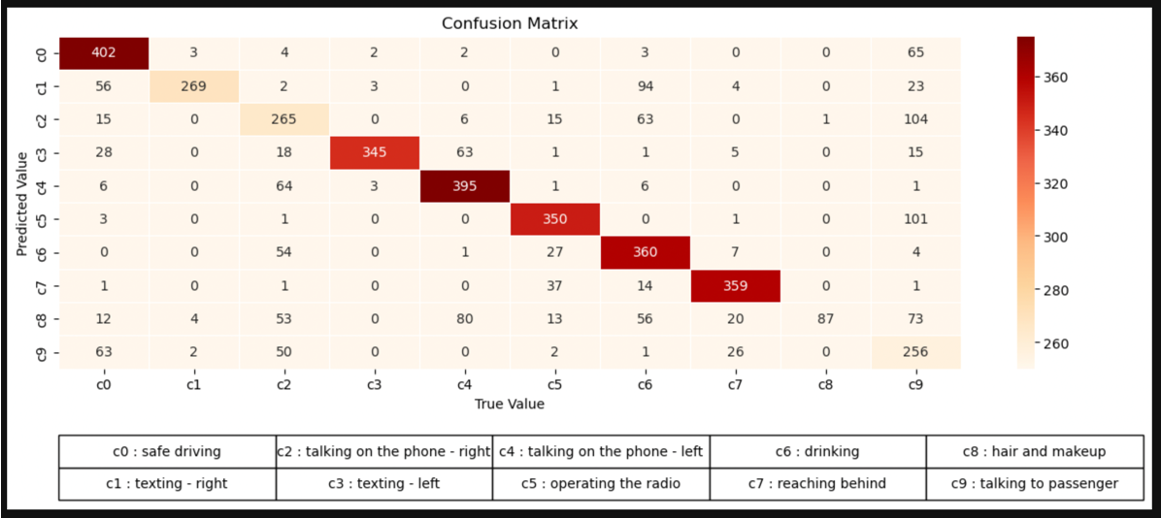 Confusion Matrix
c0 402 3 4 2 2 0 3 0 0 65
c1 56 269 2 3 0 1 94 4 0 23
c2 15 0 265 0 6 15 63 0 1 104
c3 28 0 18 345 63 1 1 5 0 15
c4 6 0 64 3 395 1 6 0 0 1
c5 3 0 1 0 0 350 0 1 0 101
c6 0 0 54 0 1 27 360 7 0 4
c7 1 0 1 0 0 37 14 359 0 1
c8 12 4 53 0 80 13 56 20 87 73
c9 63 2 50 0 0 2 1 26 0 256
c0 c1 c2 c3 c4 c5 c6 c7 c8 c9
Predicted Value
True Value
360
340
320
300
280
260
c0 : safe driving c2 : talking on the phone - right c4 : talking on the phone - left c6 : drinking c8 : hair and makeup
c1 : texting - right c3 : texting - left c5 : operating the radio c7 : reaching behind c9 : talking to passenger